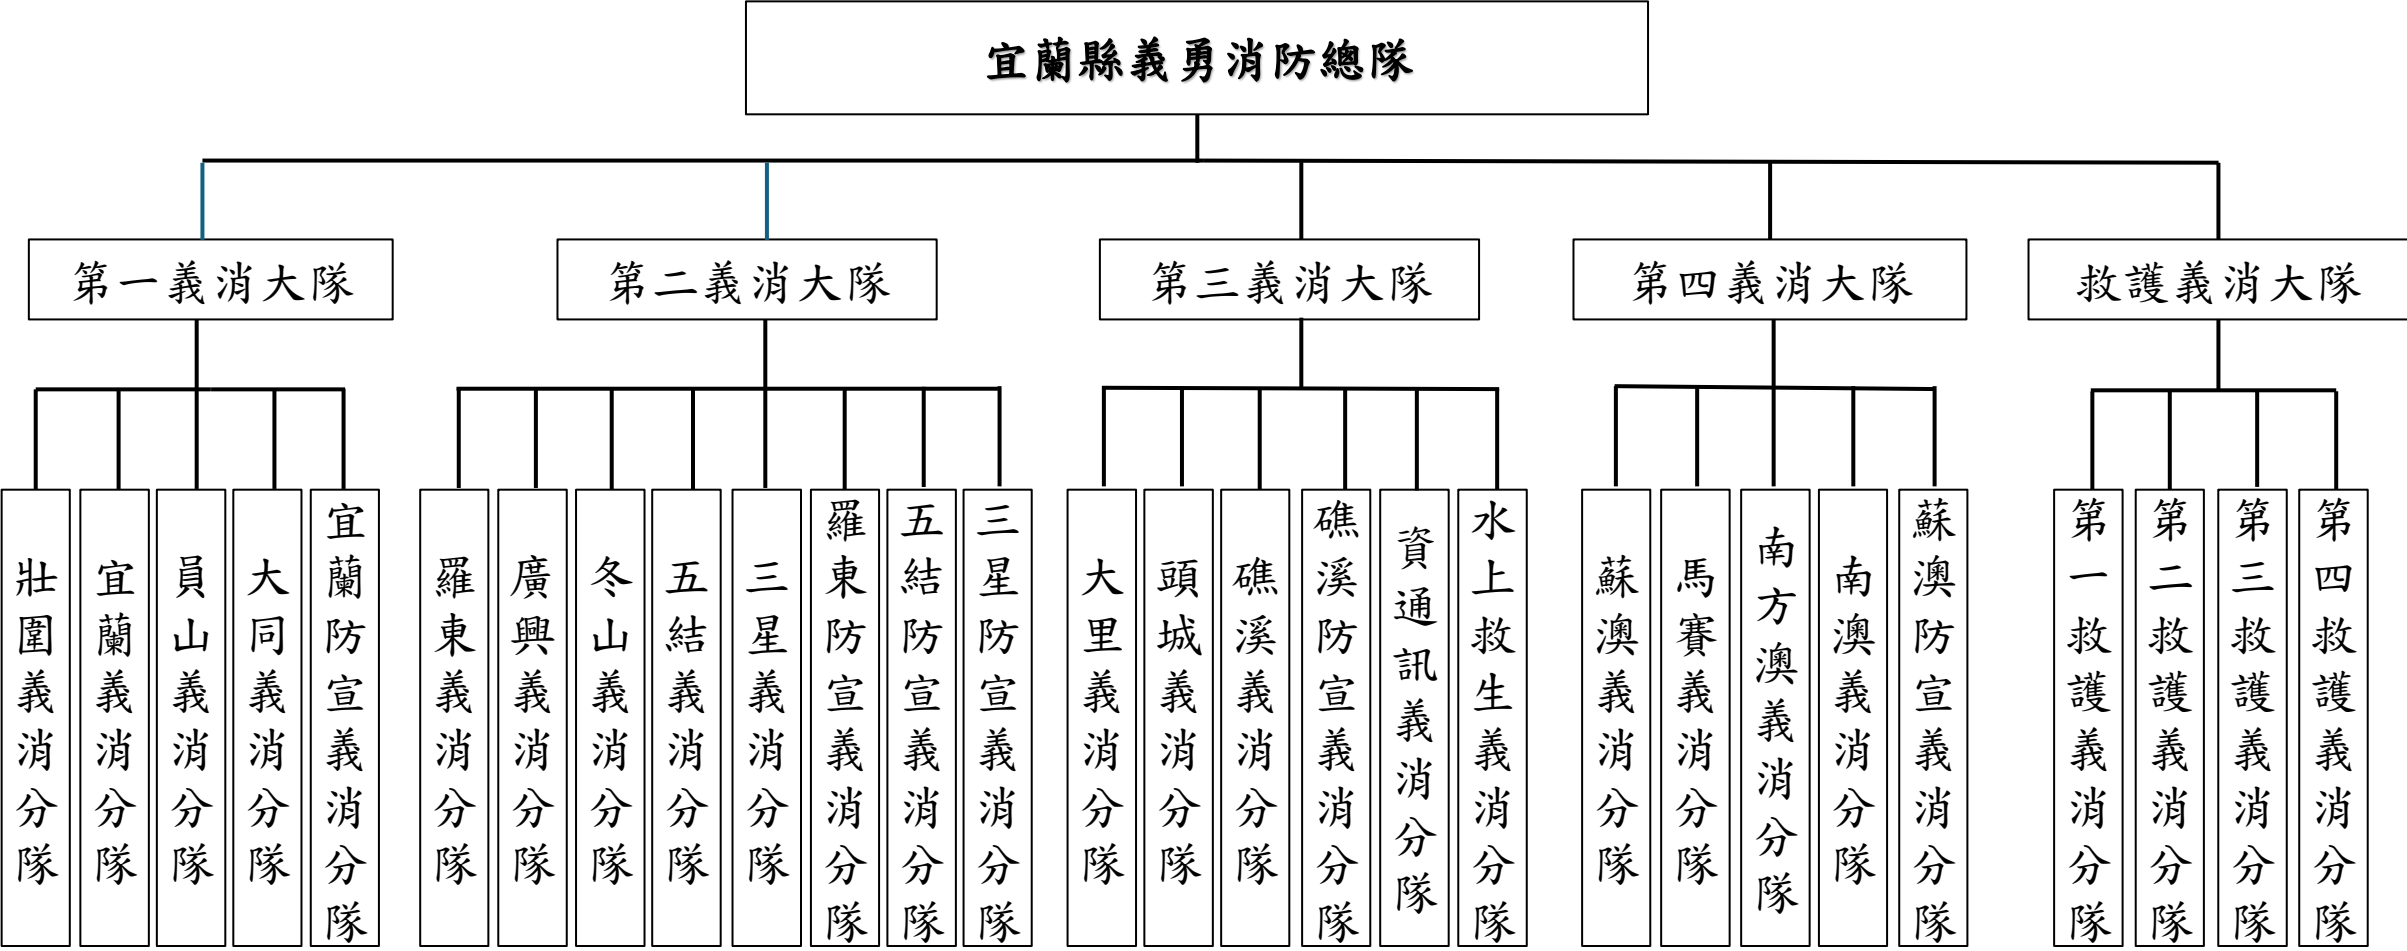 宜蘭縣義勇消防總隊
第一義消大隊
第二義消大隊
第三義消大隊
第四義消大隊
救護義消大隊
壯圍義消分隊
宜蘭義消分隊
員山義消分隊
大同義消分隊
宜蘭防宣義消分隊
羅東義消分隊
廣興義消分隊
冬山義消分隊
五結義消分隊
三星義消分隊
羅東防宣義消分隊
五結防宣義消分隊
三星防宣義消分隊
大里義消分隊
頭城義消分隊
礁溪義消分隊
礁溪防宣義消分隊
資通訊義消分隊
水上救生義消分隊
蘇澳義消分隊
馬賽義消分隊
南方澳義消分隊
南澳義消分隊
蘇澳防宣義消分隊
第一救護義消分隊
第二救護義消分隊
第三救護義消分隊
第四救護義消分隊